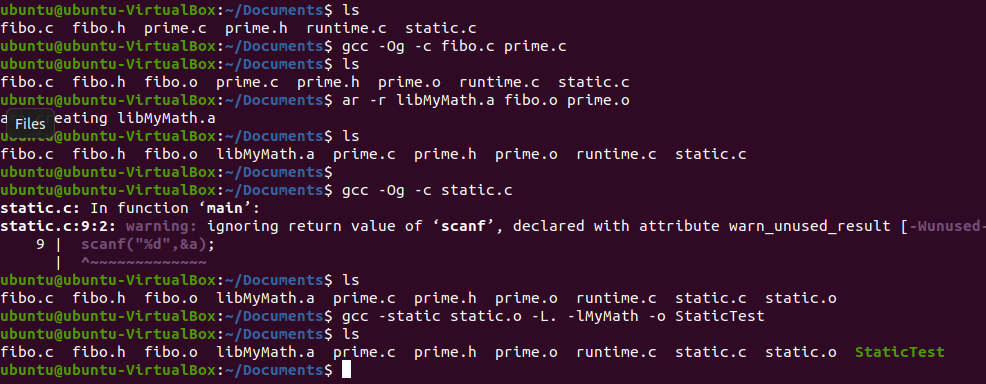 ubuntu@ubuntu-VirtualBox:~/Documents$ ls
fibo.c  fibo.h  prime.c  prime.h  runtime.c  static.c
ubuntu@ubuntu-VirtualBox:~/Documents$ gcc -Og -c fibo.c prime.c
ubuntu@ubuntu-VirtualBox:~/Documents$ ls
fibo.c  fibo.h  fibo.o  prime.c  prime.h  prime.o  runtime.c  static.c
ubuntu@ubuntu-VirtualBox:~/Documents$ ar -r libMyMath.a fibo.o prime.o
Files
creating libMyMath.a
ubuntu@ubuntu-VirtualBox:~/Documents$ ls
fibo.c  fibo.h  fibo.o  libMyMath.a  prime.c  prime.h  prime.o  runtime.c  static.c
ubuntu@ubuntu-VirtualBox:~/Documents$
ubuntu@ubuntu-VirtualBox:~/Documents$ gcc -Og -c static.c
static.c: In function ‘main’:
static.c:9:2: warning: ignoring return value of ‘scanf’, declared with attribute warn_unused_result [-Wunused-
    9 |  scanf("%d",&a);
      |  ^~~~~~~~~~~~~~
ubuntu@ubuntu-VirtualBox:~/Documents$ ls
fibo.c  fibo.h  fibo.o  libMyMath.a  prime.c  prime.h  prime.o  runtime.c  static.c  static.o
ubuntu@ubuntu-VirtualBox:~/Documents$ gcc -static static.o -L. -lMyMath -o StaticTest
ubuntu@ubuntu-VirtualBox:~/Documents$ ls
fibo.c  fibo.h  fibo.o  libMyMath.a  prime.c  prime.h  prime.o  runtime.c  static.c  static.o  StaticTest
ubuntu@ubuntu-VirtualBox:~/Documents$